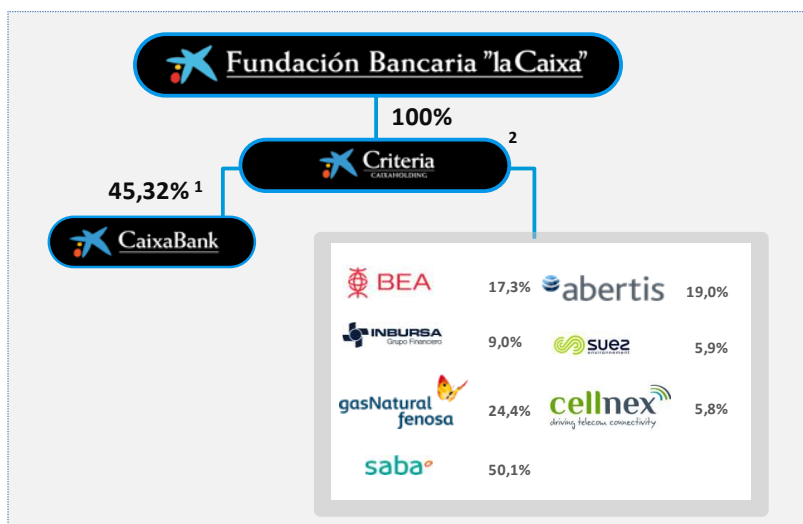 Fundación Bancaria "la Caixa"
100%
2
Criteria
CAIXAHOLDING
45,32% 1
CaixaBank
BEA 17,3% abertis 19,0%
INBURSA
Grupo Financiero
9,0% suez
environnement
5,9%
gasNatural
fenosa
24,4% cellnex
driving telecom connectivity
5,8%
saba 50,1%